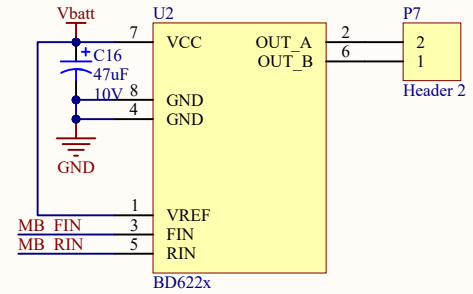 Vbatt
U2
P7
7
VCC
OUT_A
2
2
C16
OUT_B
6
1
47uF
10V
8
GND
Header 2
4
GND
GND
1
VREF
MB_FIN
3
FIN
MB_RIN
5
RIN
BD622x